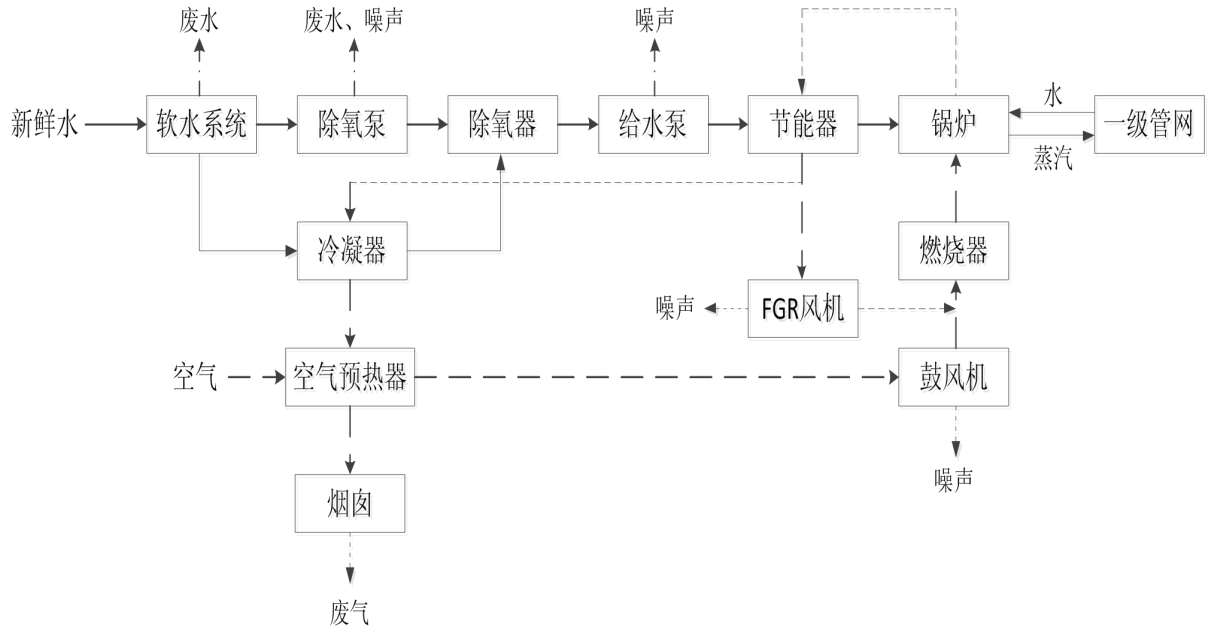 废水
废水、噪声
噪声
新鲜水
软水系统
除氧泵
除氧器
给水泵
节能器
锅炉
水
蒸汽
一级管网
冷凝器
燃烧器
噪声
FGR风机
空气
空气预热器
鼓风机
噪声
烟囱
废气